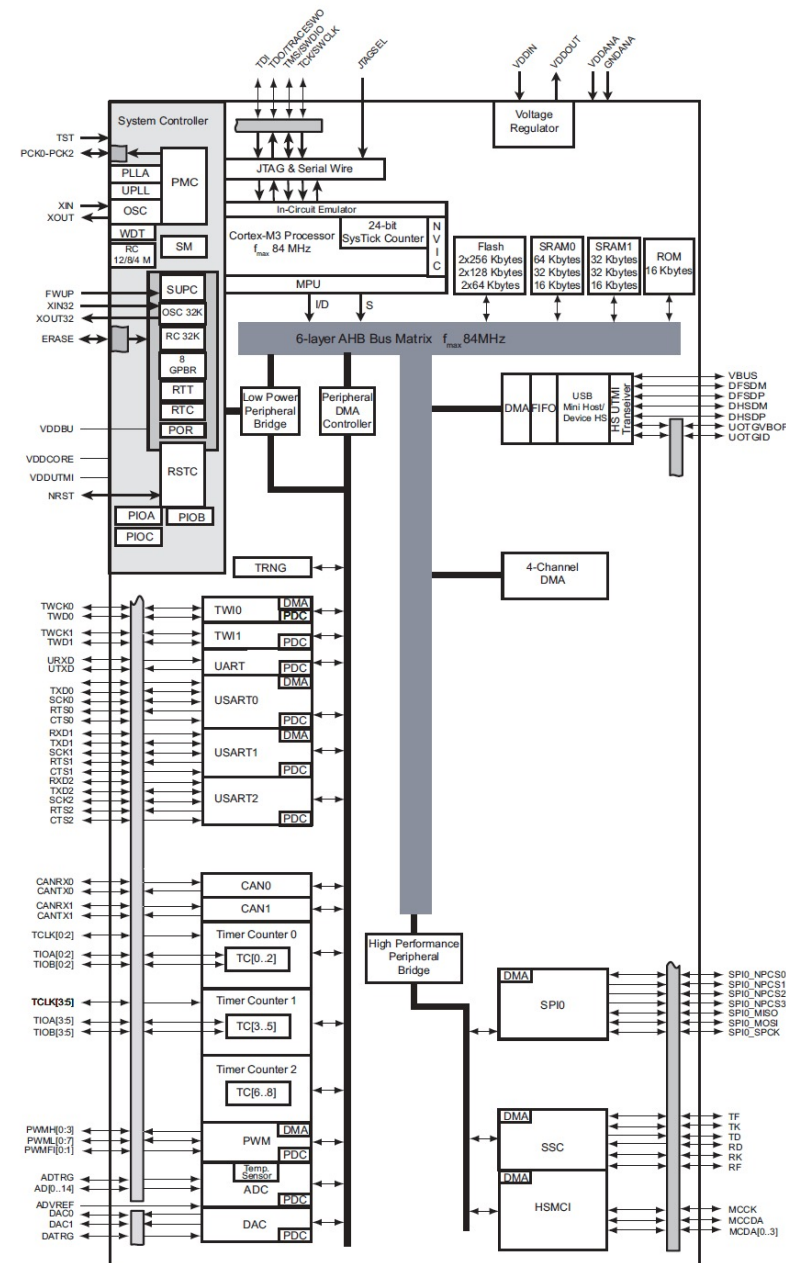 TDI
TDO/TRACESWO
TMS/SWDIO
TCK/SWCLK
JTAGSEL
VDDIN
VDDOUT
VDDANA
GNDANA
System Controller
Voltage
Regulator
TST
PCK0-PCK2
PLLA
UPLL
OSC
PMC
XIN
XOUT
WDT
RC
12/8/4 M
SM
JTAG & Serial Wire
In-Circuit Emulator
Cortex-M3 Processor
fmax 84 MHz
24-bit
SysTick Counter
N
V
I
C
MPU
I/D
S
Flash
2x256 Kbytes
2x128 Kbytes
2x64 Kbytes
SRAM0
64 Kbytes
32 Kbytes
16 Kbytes
SRAM1
32 Kbytes
32 Kbytes
16 Kbytes
ROM
16 Kbytes
FWUP
XIN32
XOUT32
ERASE
SUPC
OSC 32K
RC 32K
8
GPBR
RTT
RTC
POR
RSTC
VDDBU
VDDCORE
VDDUTMI
NRST
PIOA
PIOB
PIOC
6-layer AHB Bus Matrix fmax 84MHz
Low Power
Peripheral
Bridge
Peripheral
DMA
Controller
DMA
FIFO
USB
Mini Host/
Device HS
HS UTMI
Transeiver
VBUS
DFSDM
DFSDP
DHSDM
DHSDP
UOTGVBOF
UOTGID
TRNG
4-Channel
DMA
TWCK0
TWD0
TWI0
DMA
PDC
TWCK1
TWD1
TWI1
PDC
URXD
UTXD
UART
PDC
TXD0
SCK0
RTS0
CTS0
USART0
DMA
PDC
RXD1
TXD1
SCK1
RTS1
CTS1
USART1
DMA
PDC
RXD2
TXD2
SCK2
RTS2
CTS2
USART2
PDC
CANRX0
CANTX0
CAN0
CANRX1
CANTX1
CAN1
TCLK[0:2]
TIOA[0:2]
TIOB[0:2]
Timer Counter 0
TC[0..2]
TCLK[3:5]
TIOA[3:5]
TIOB[3:5]
Timer Counter 1
TC[3..5]
Timer Counter 2
TC[6..8]
High Performance
Peripheral
Bridge
DMA
SPI0
SPI0_NPCS0
SPI0_NPCS1
SPI0_NPCS2
SPI0_NPCS3
SPI0_MISO
SPI0_MOSI
SPI0_SPCK
PWMH[0:3]
PWML[0:7]
PWMFI[0:1]
PWM
DMA
PDC
DMA
SSC
TF
TK
TD
RD
RK
RF
ADTRG
AD[0..14]
Temp.
Sensor
ADC
PDC
ADVREF
DAC0
DAC1
DATRG
DAC
PDC
DMA
HSMCI
MCCK
MCCDA
MCDA[0..3]